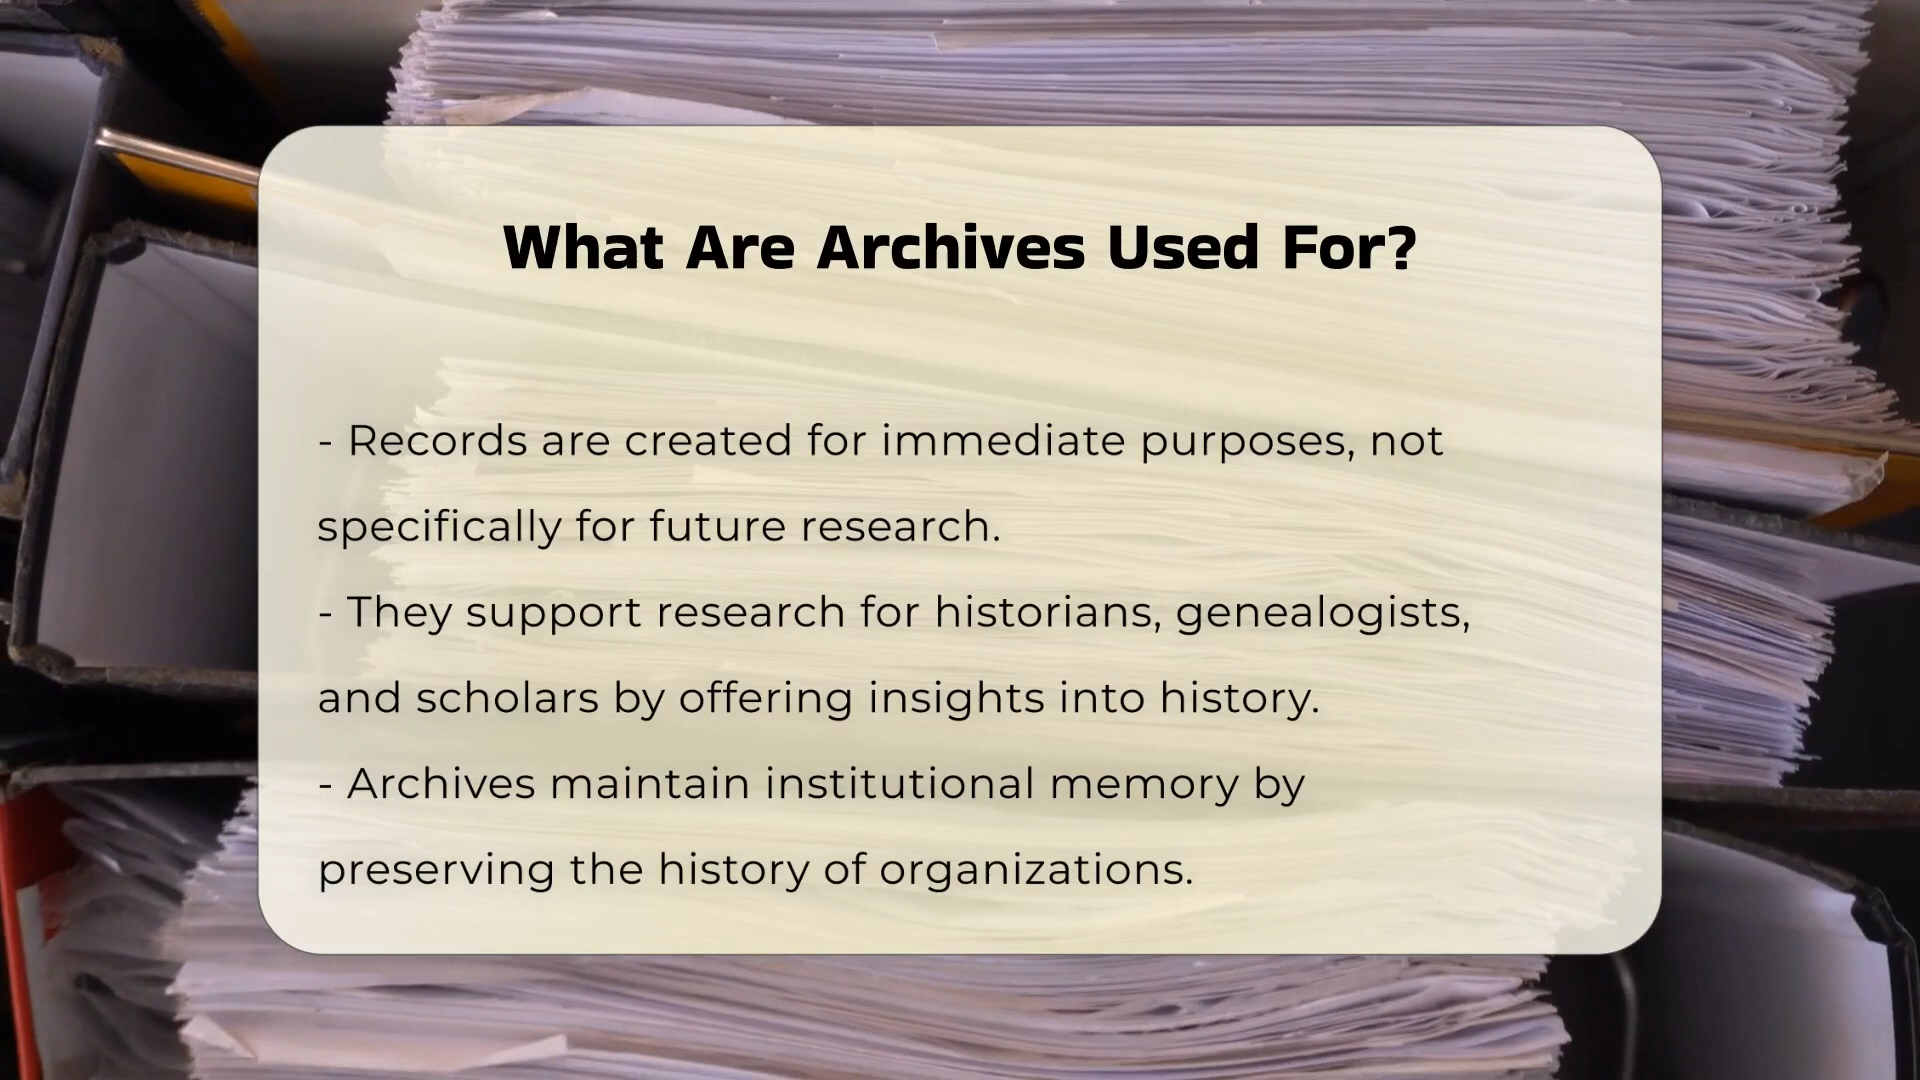 What Are Archives Used For?
- Records are created for immediate purposes, not
specifically for future research.
- They support research for historians, genealogists,
and scholars by offering insights into history.
- Archives maintain institutional memory by
preserving the history of organizations.